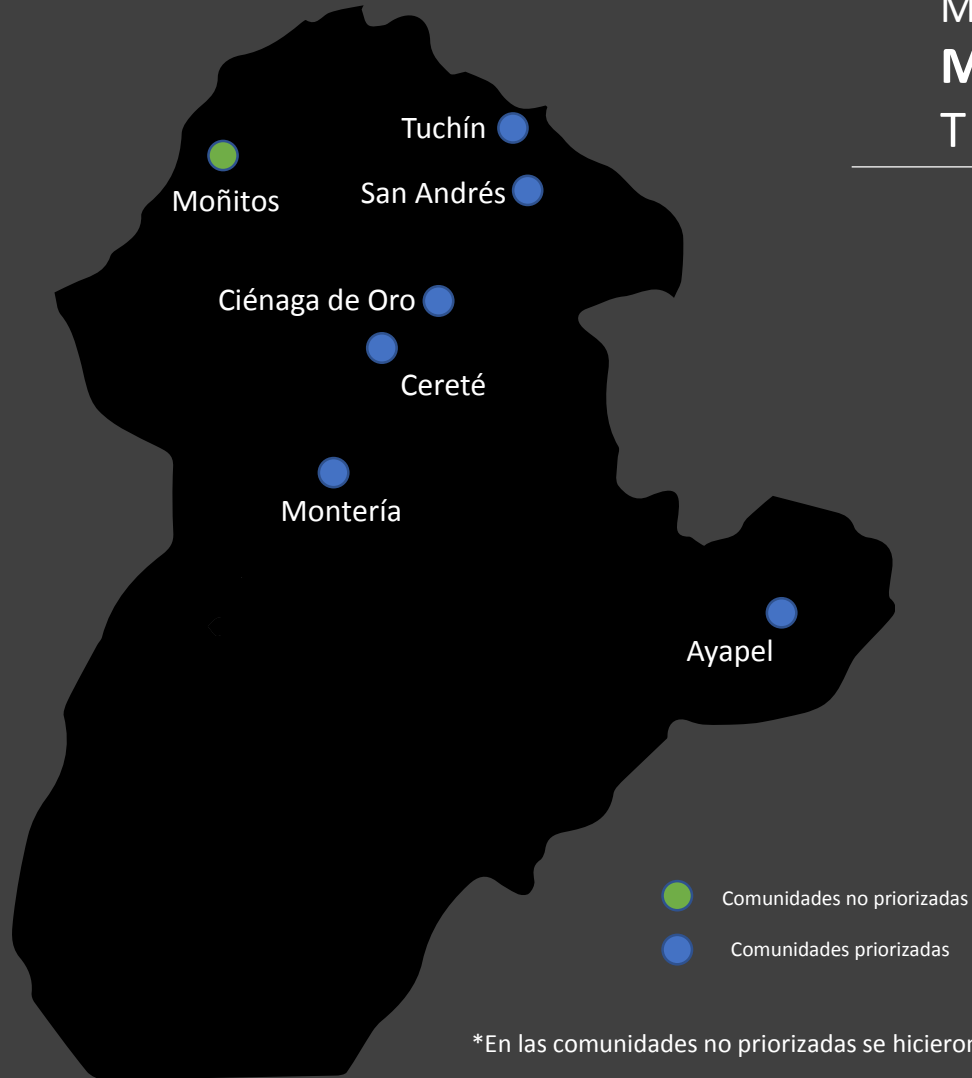 M
M
T
Tuchín
San Andrés
Moñitos
Ciénaga de Oro
Cereté
Montería
Ayapel
Comunidades no priorizadas
Comunidades priorizadas
*En las comunidades no priorizadas se hicieron